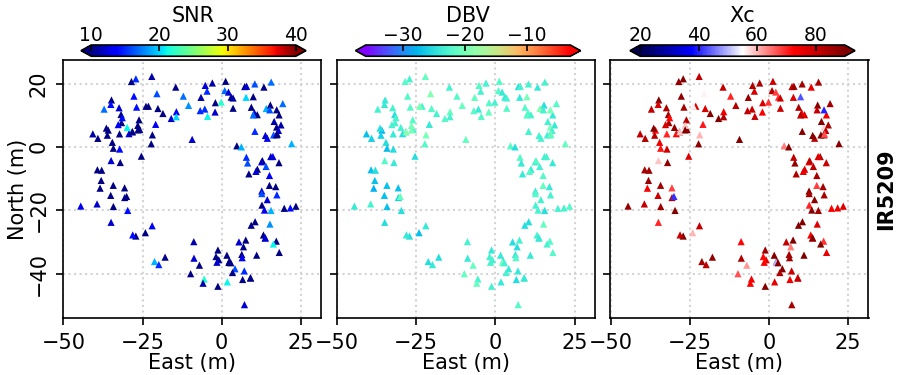 SNR DBV Xc
10 20 30 40 −30 −20 −10 20 40 60 80
North (m)
20
0
−20
−40
IR5209
−50 −25 0 25 −50 −25 0 25 −50 −25 0 25
East (m) East (m) East (m)